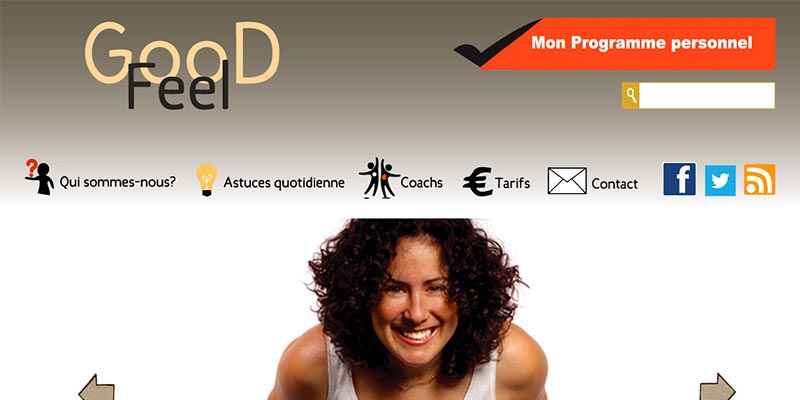 GooD
Feel
Mon Programme personnel
Qui sommes-nous?
Astuces quotidienne
Coachs
€ Tarifs
Contact